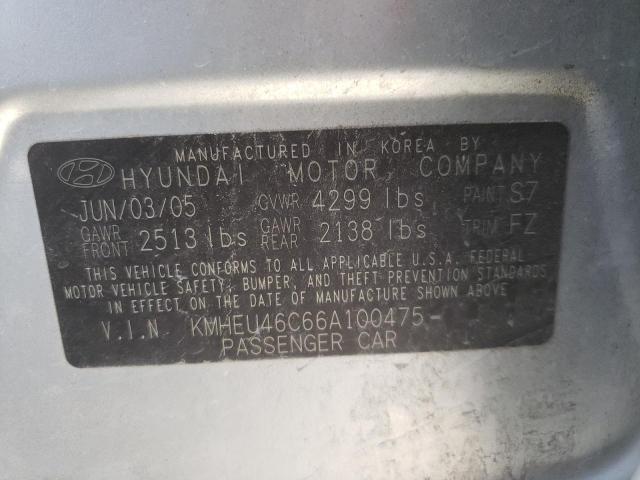 MANUFACTURED IN KOREA BY
HYUNDAI MOTOR COMPANY
JUN/03/05 GVWR 4299 lbs PAINT S7
GAWR FRONT 2513 lbs GAWR REAR 2138 lbs TRIM FZ
THIS VEHICLE CONFORMS TO ALL APPLICABLE U.S.A. FEDERAL
MOTOR VEHICLE SAFETY, BUMPER, AND THEFT PREVENTION STANDARDS
IN EFFECT ON THE DATE OF MANUFACTURE SHOWN ABOVE.
V.I.N KMHEU46C66A100475-
PASSENGER CAR